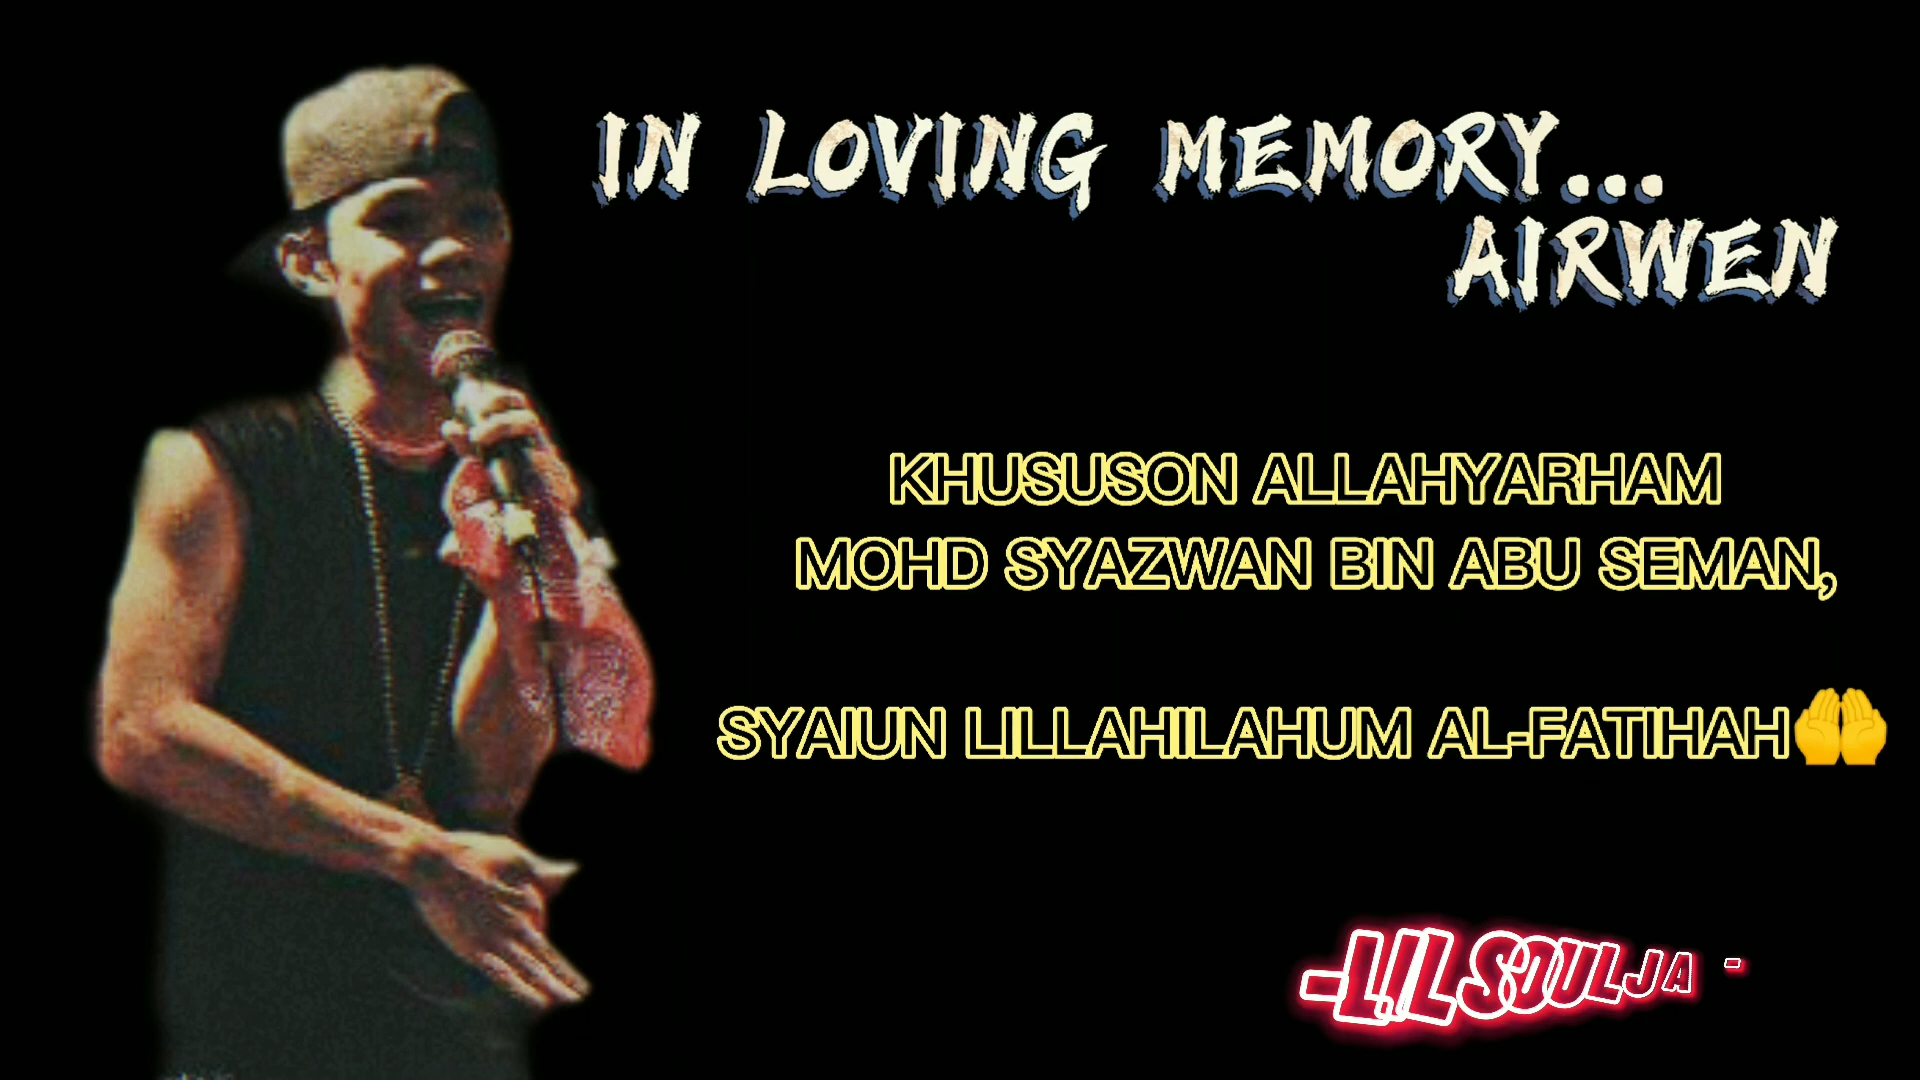 IN LOVING MEMORY...
AIRWEN
KHUSUSON ALLAHYARHAM
MOHD SYAZWAN BIN ABU SEMAN,
SYAIUN LILLAHILAHUM AL-FATIHAH🤲
-LIL SOULJA -